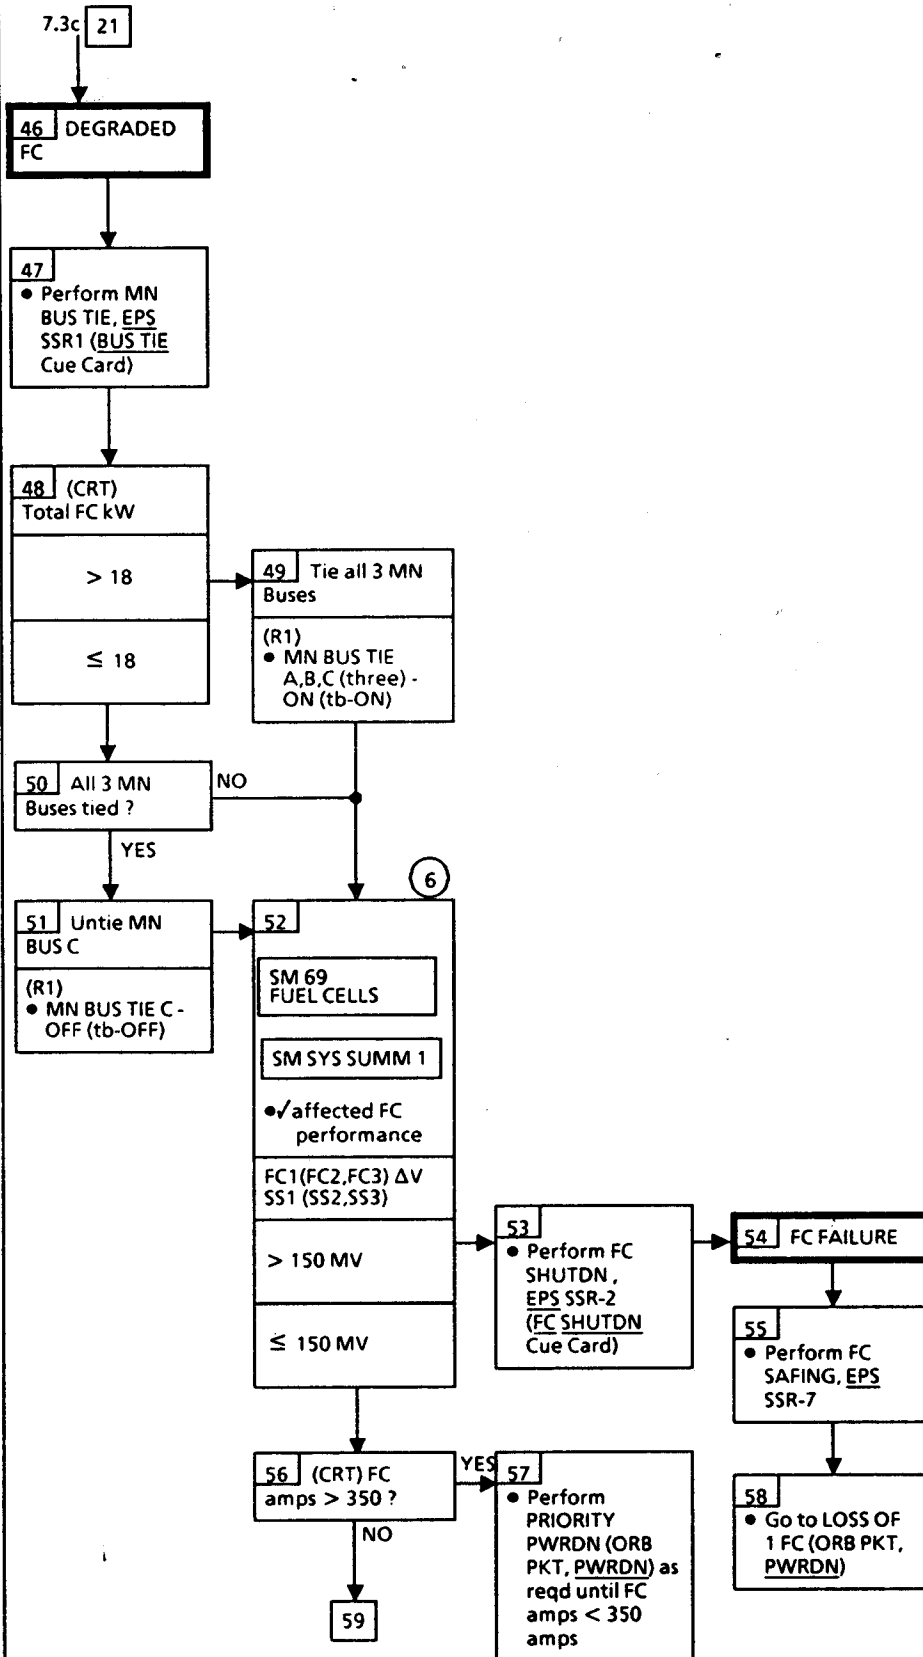 7.3c 21
46 DEGRADED
FC
47
● Perform MN
BUS TIE, EPS
SSR1 (BUS TIE
Cue Card)
48 (CRT)
Total FC kW
> 18
≤ 18
49 Tie all 3 MN
Buses
(R1)
● MN BUS TIE
A,B,C (three) -
ON (tb-ON)
50 All 3 MN
Buses tied ?
NO
YES
51 Untie MN
BUS C
(R1)
● MN BUS TIE C -
OFF (tb-OFF)
6
52
SM 69
FUEL CELLS
SM SYS SUMM 1
●✓affected FC
performance
FC1(FC2,FC3) ΔV
SS1 (SS2,SS3)
> 150 MV
≤ 150 MV
53
● Perform FC
SHUTDN,
EPS SSR-2
(FC SHUTDN
Cue Card)
54 FC FAILURE
55
● Perform FC
SAFING, EPS
SSR-7
56 (CRT) FC
amps > 350 ?
YES
NO
57
● Perform
PRIORITY
PWRDN (ORB
PKT, PWRDN) as
reqd until FC
amps < 350
amps
58
● Go to LOSS OF
1 FC (ORB PKT,
PWRDN)
59